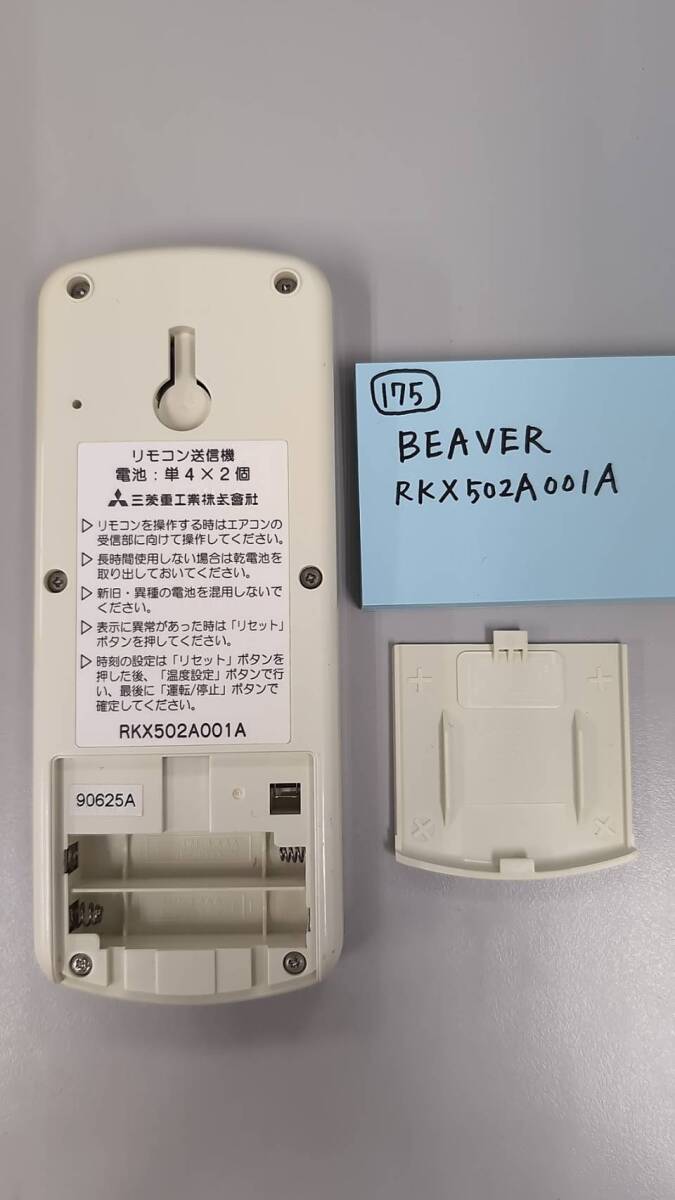 リモコン送信機
電池：単4×2個
三菱重工業株式會社
▷リモコンを操作する時はエアコンの
受信部に向けて操作してください。
▷長時間使用しない場合は乾電池を
取り出しておいてください。
▷新旧・異種の電池を混用しないで
ください。
▷表示に異常があった時は「リセット」
ボタンを押してください。
▷時刻の設定は「リセット」ボタンを
押した後、「温度設定」ボタンで行
い、最後に「運転/停止」ボタンで
確定してください。
RKX502A001A
90625A
175
BEAVER
RKX502A001A